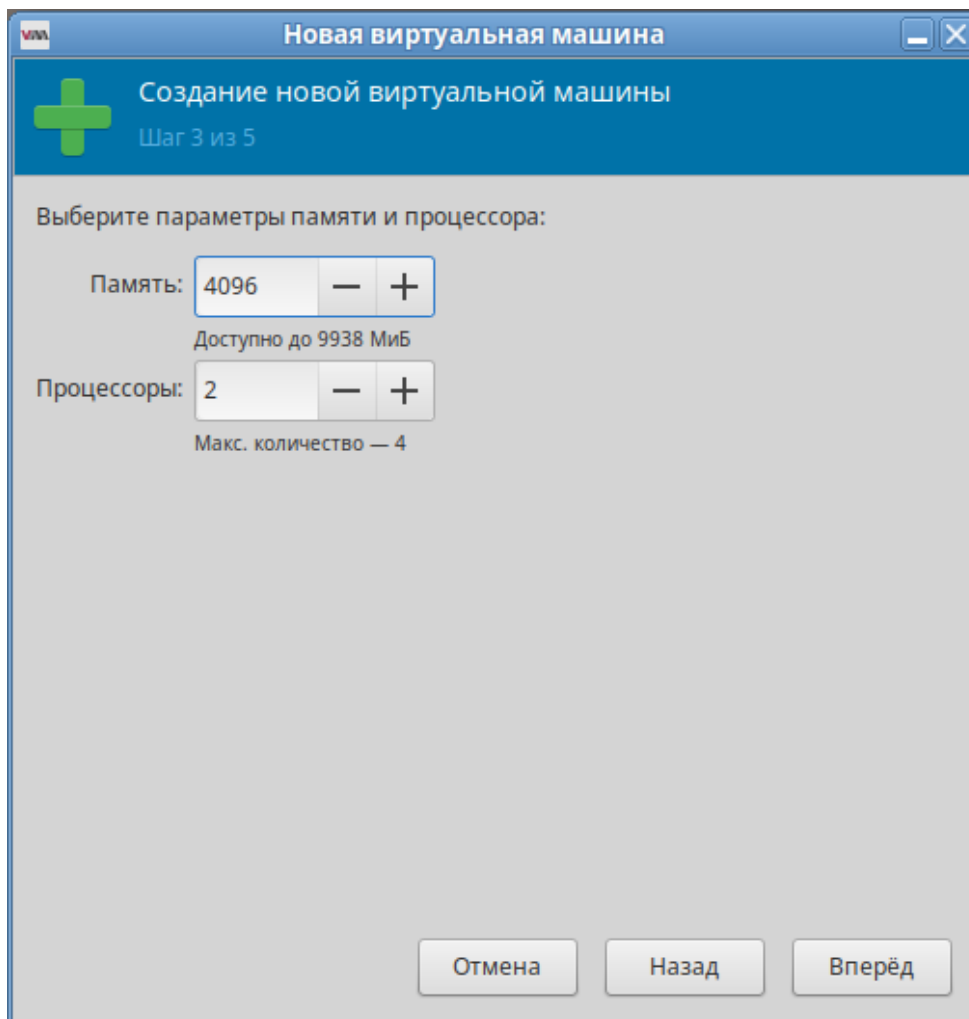 Новая виртуальная машина
Создание новой виртуальной машины
Шаг 3 из 5
Выберите параметры памяти и процессора:
Память: 4096
Доступно до 9938 МиБ
Процессоры: 2
Макс. количество — 4
Отмена Назад Вперёд